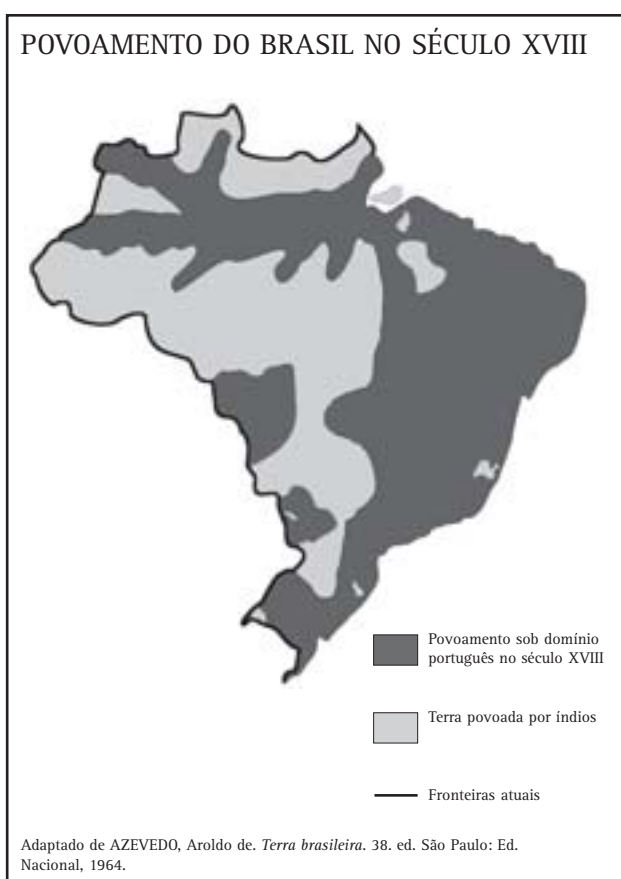 POVOAMENTO DO BRASIL NO SÉCULO XVIII
Povoamento sob domínio
português no século XVIII
Terra povoada por índios
Fronteiras atuais
Adaptado de AZEVEDO, Aroldo de. Terra brasileira. 38. ed. São Paulo: Ed.
Nacional, 1964.